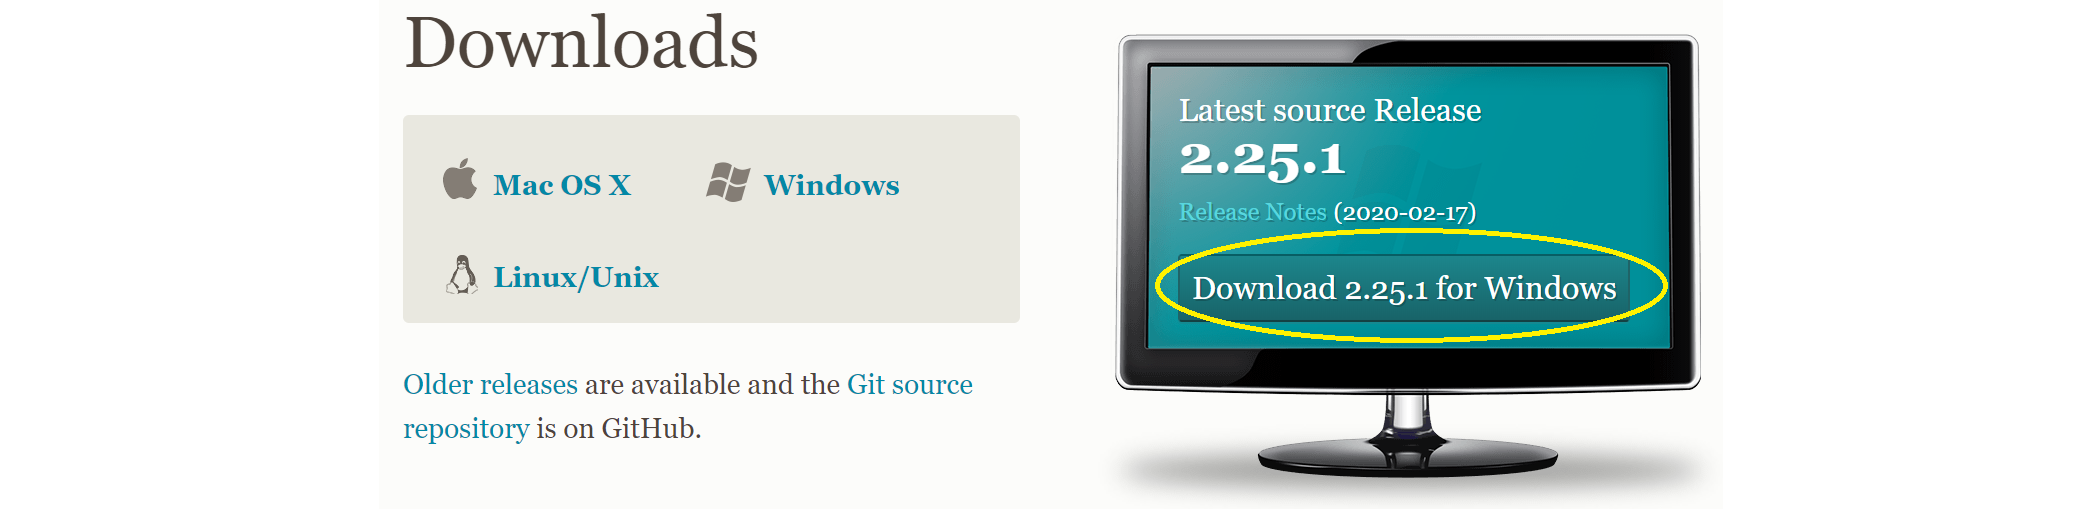 Downloads
Mac OS X
Windows
Linux/Unix
Older releases are available and the Git source
repository is on GitHub.
Latest source Release
2.25.1
Release Notes (2020-02-17)
Download 2.25.1 for Windows